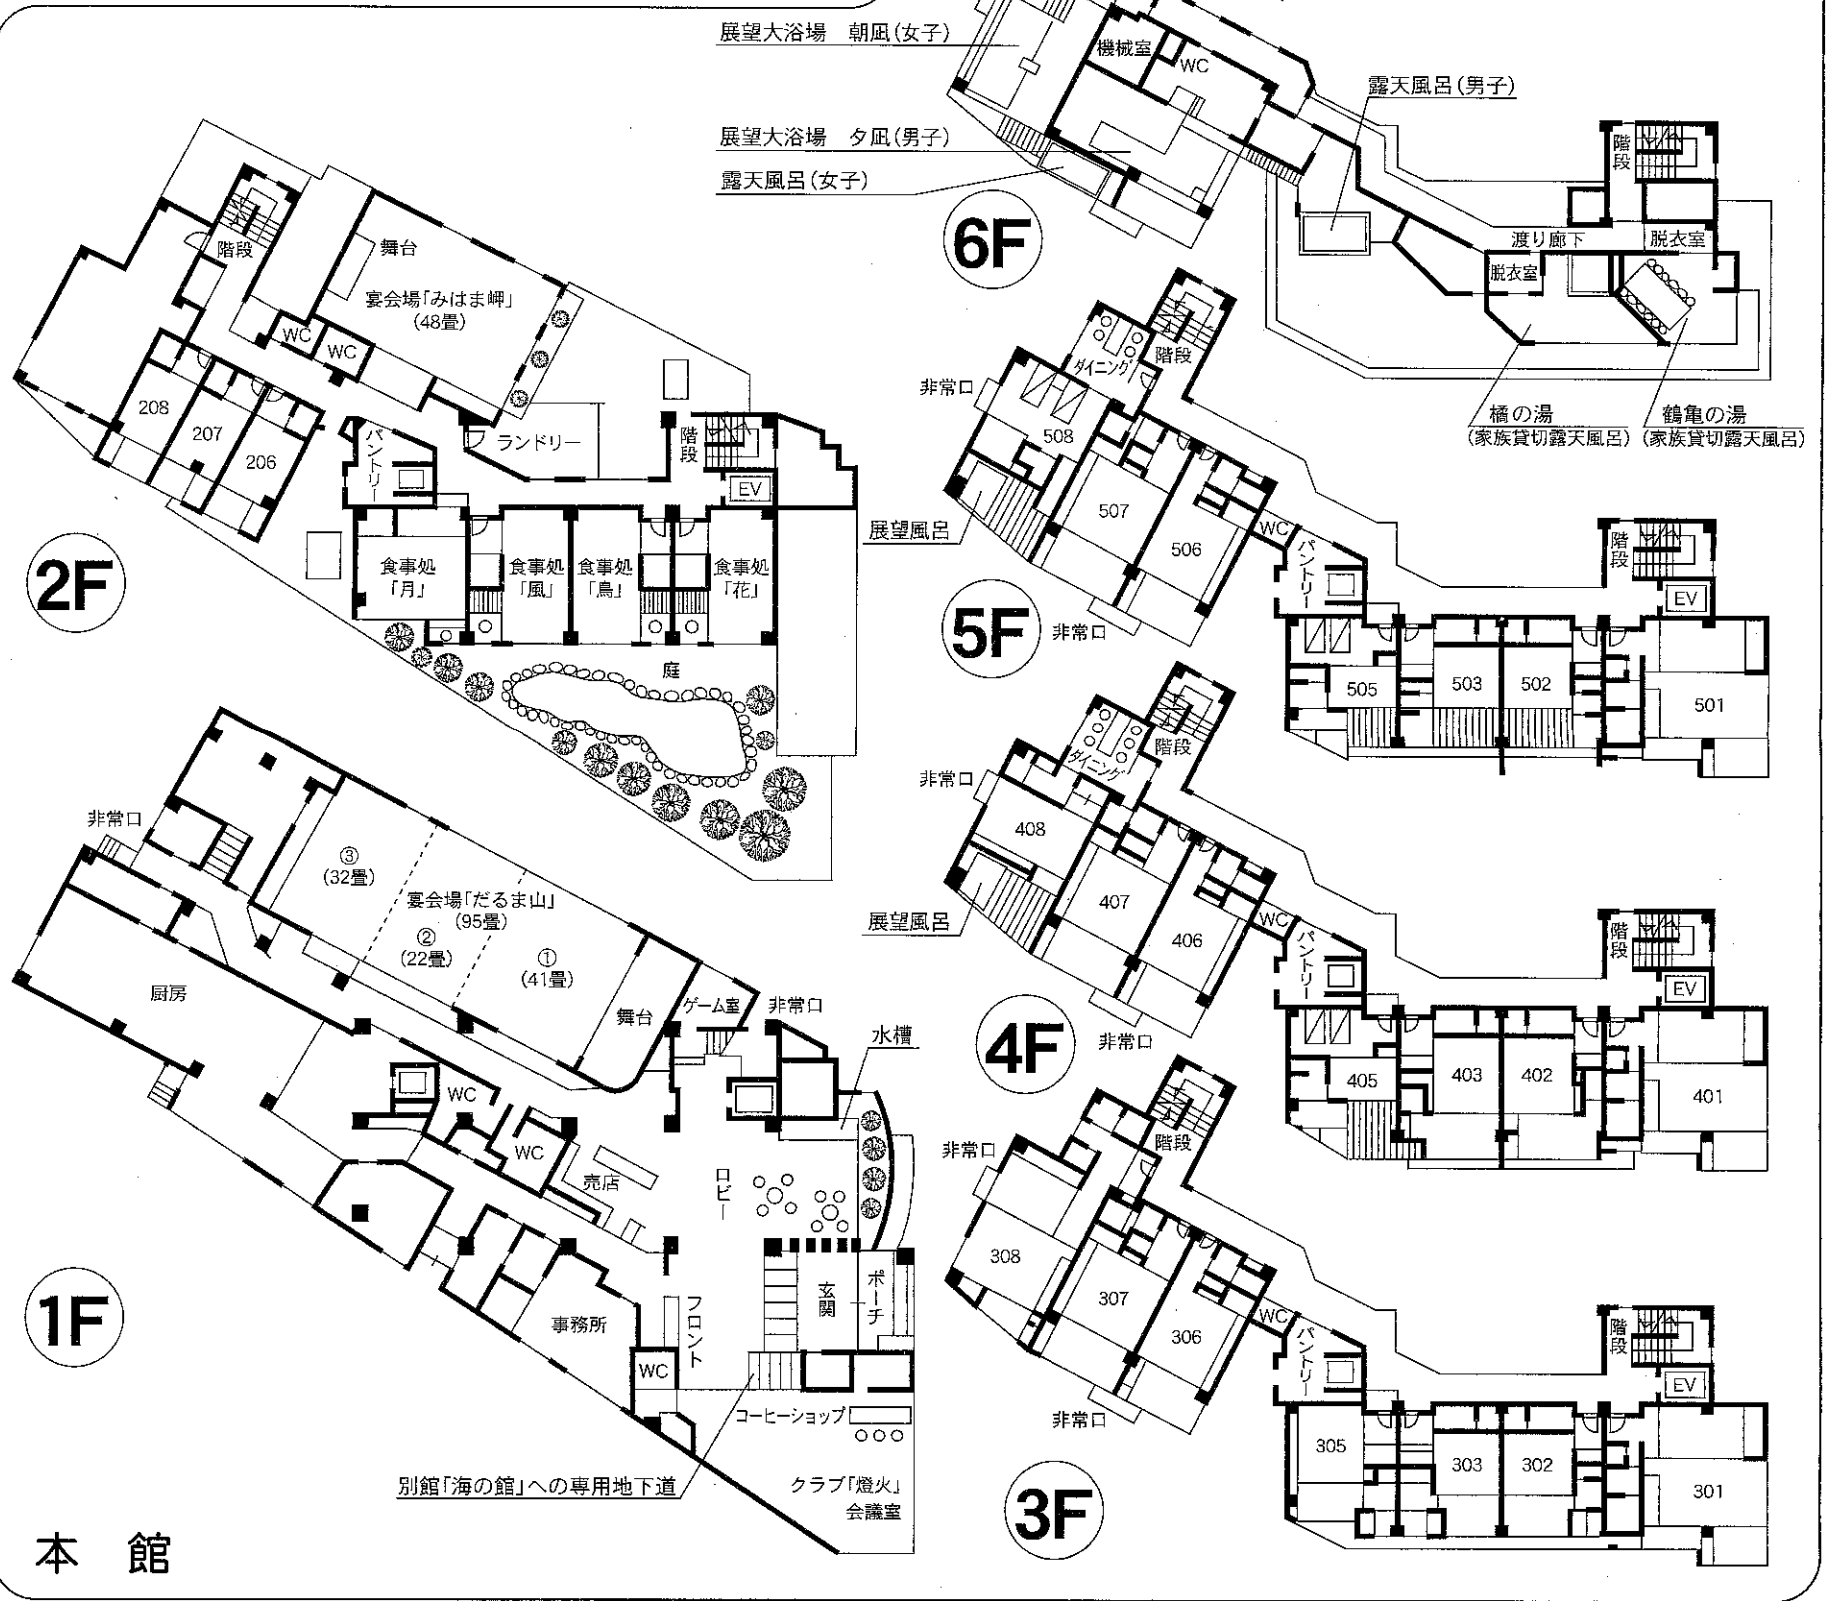 展望大浴場 朝凪(女子)
機械室
WC
露天風呂(男子)
展望大浴場 夕凪(男子)
露天風呂(女子)
階段
6F
渡り廊下
脱衣室
脱衣室
橘の湯
(家族貸切露天風呂)
鶴亀の湯
(家族貸切露天風呂)
階段
舞台
宴会場「みはま岬」
(48畳)
WC
WC
208
207
206
パントリー
ランドリー
階段
EV
2F
食事処
「月」
食事処
「風」
食事処
「鳥」
食事処
「花」
庭
ダイニング
階段
非常口
508
507
506
展望風呂
WC
パントリー
階段
EV
5F
非常口
505
503
502
501
ダイニング
階段
非常口
408
407
406
展望風呂
WC
パントリー
階段
EV
4F
非常口
405
403
402
401
非常口
③
(32畳)
宴会場「だるま山」
(95畳)
②
(22畳)
①
(41畳)
厨房
舞台
ゲーム室
非常口
水槽
WC
WC
売店
ロビー
1F
事務所
フロント
玄関
ポーチ
WC
コーヒーショップ
別館「海の館」への専用地下道
クラブ「燈火」
会議室
階段
非常口
308
307
306
WC
パントリー
階段
EV
非常口
3F
305
303
302
301
本館